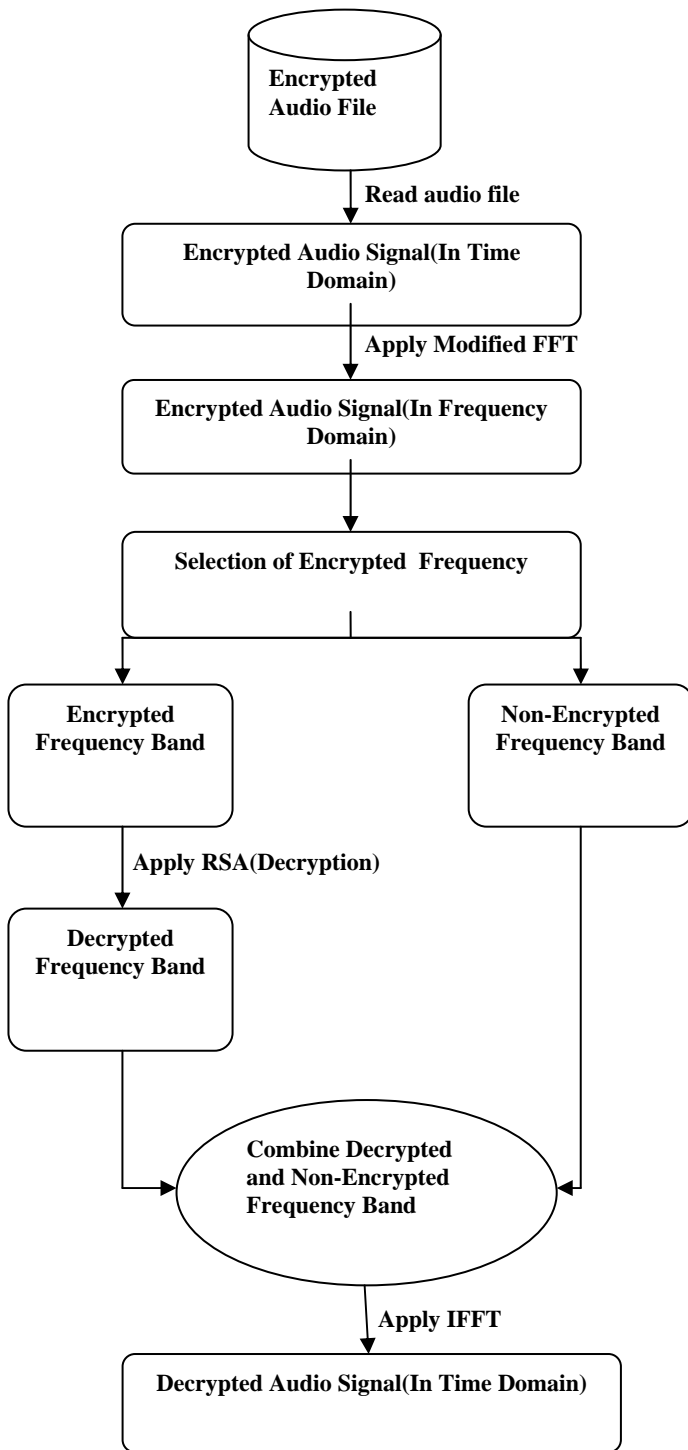 Encrypted
Audio File
Read audio file
Encrypted Audio Signal(In Time
Domain)
Apply Modified FFT
Encrypted Audio Signal(In Frequency
Domain)
Selection of Encrypted  Frequency
Encrypted
Frequency Band
Non-Encrypted
Frequency Band
Apply RSA(Decryption)
Decrypted
Frequency Band
Combine Decrypted
and Non-Encrypted
Frequency Band
Apply IFFT
Decrypted Audio Signal(In Time Domain)